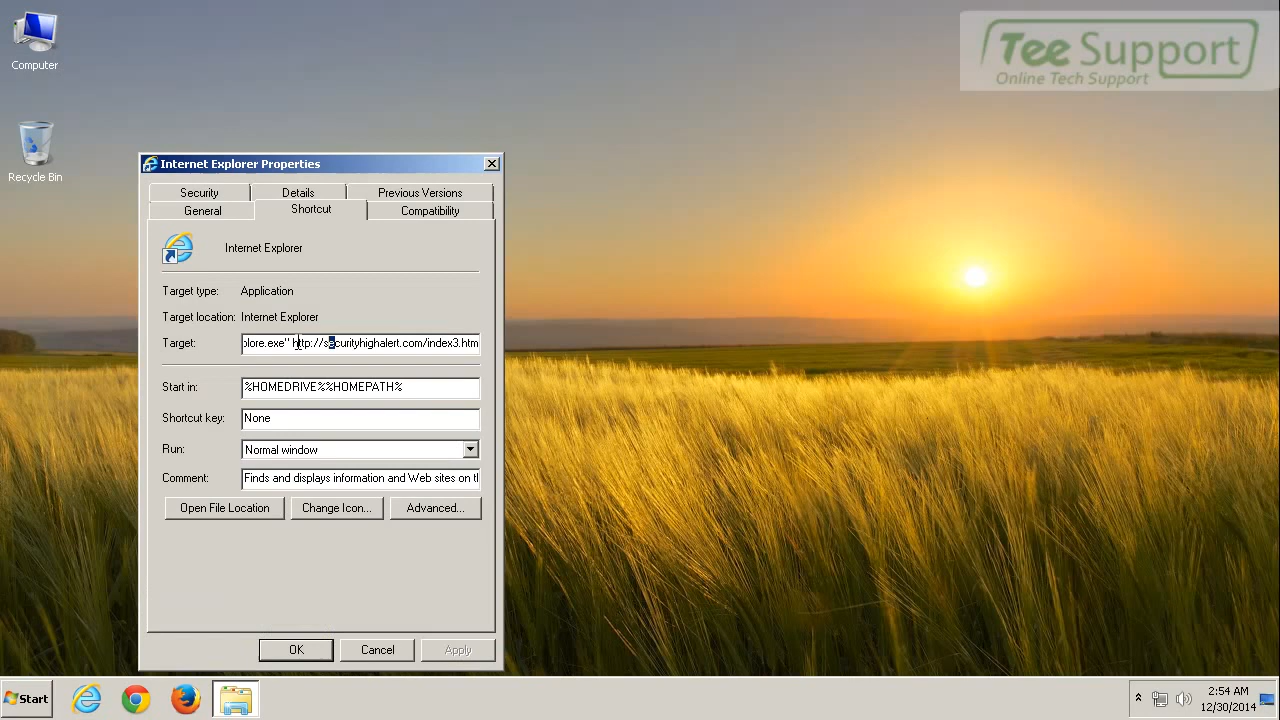 Computer
Recycle Bin
Tee Support
Online Tech Support
Internet Explorer Properties
Security Details Previous Versions
General Shortcut Compatibility
Internet Explorer
Target type: Application
Target location: Internet Explorer
Target: plore.exe" http://securityhighalert.com/index3.htm
Start in: %HOMEDRIVE%%HOMEPATH%
Shortcut key: None
Run: Normal window
Comment: Finds and displays information and Web sites on
Open File Location Change Icon... Advanced...
OK Cancel Apply
Start
2:54 AM
12/30/2014